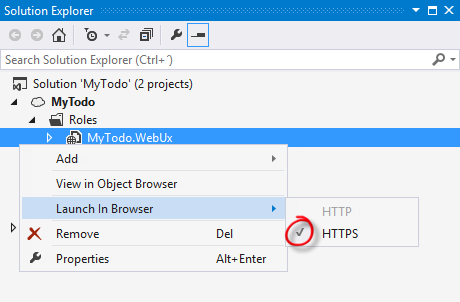 Solution Explorer
Search Solution Explorer (Ctrl+´)
Solution 'MyTodo' (2 projects)
MyTodo
Roles
MyTodo.WebUx
Add
View in Object Browser
Launch In Browser
HTTP
Remove Del
HTTPS
Properties Alt+Enter